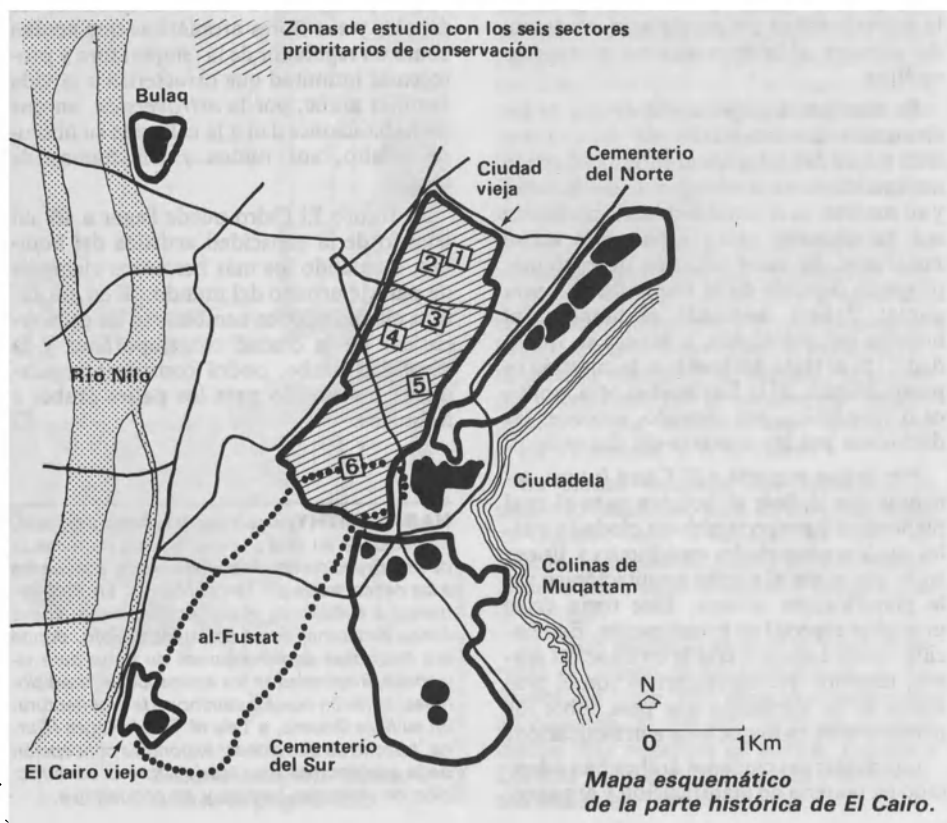 Zonas de estudio con los seis sectores
prioritarios de conservación
Bulaq
Ciudad
vieja
Cementerio
del Norte
1
2
3
4
5
6
Río Nilo
Ciudadela
Colinas de
Muqattam
al-Fustat
N
0 1 Km
El Cairo viejo
Cementerio
del Sur
Mapa esquemático
de la parte histórica de El Cairo.